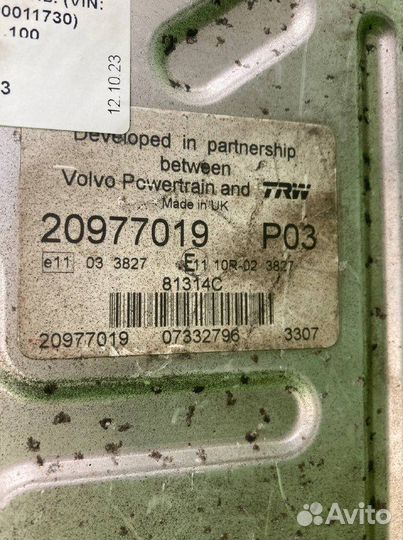 (VIN:
0011730)
.100
3
12.10.23
Developed in partnership
between
Volvo Powertrain and TRW
Made in UK
20977019 P03
e11 03 3827 E11 10R-02 3827
81314C
20977019 07332796 3307
Avito